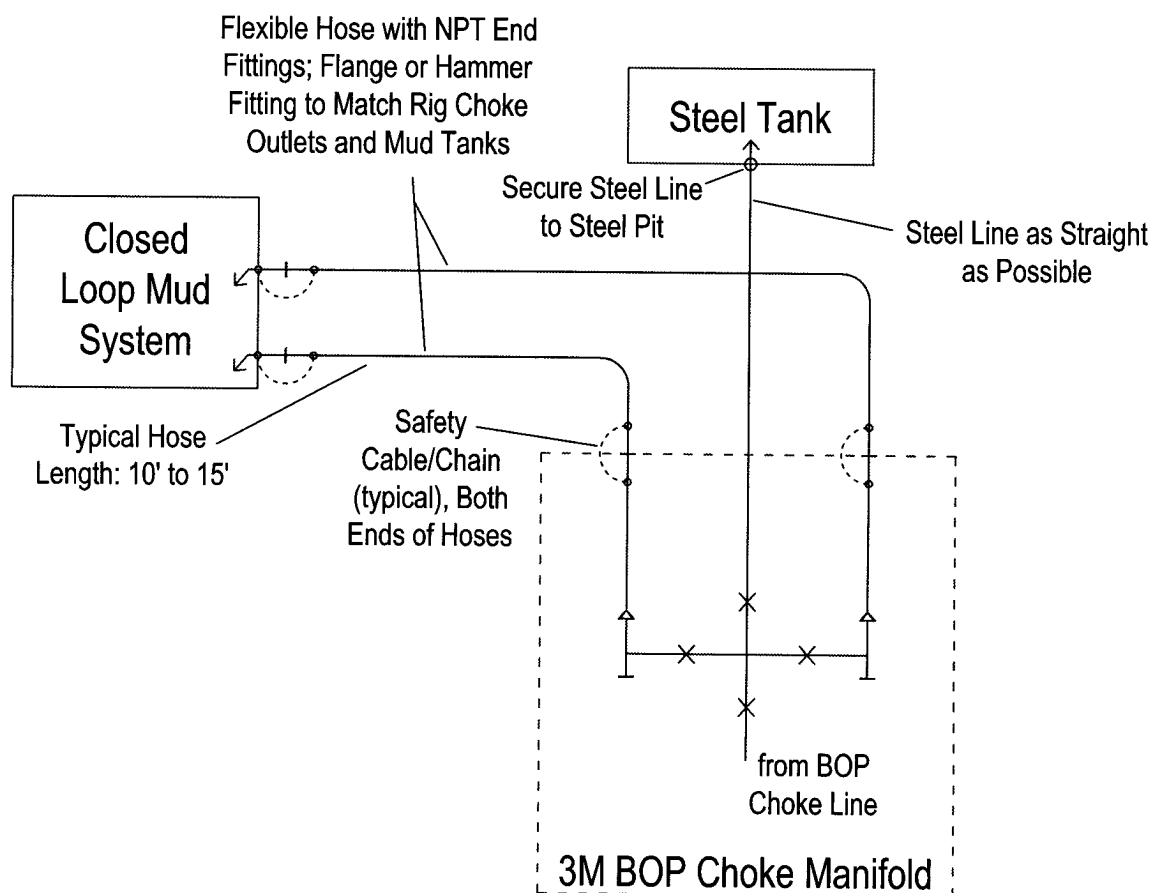 Flexible Hose with NPT End
Fittings; Flange or Hammer
Fitting to Match Rig Choke
Outlets and Mud Tanks
Steel Tank
Secure Steel Line
to Steel Pit
Steel Line as Straight
as Possible
Closed
Loop Mud
System
Typical Hose
Length: 10' to 15'
Safety
Cable/Chain
(typical), Both
Ends of Hoses
from BOP
Choke Line
3M BOP Choke Manifold